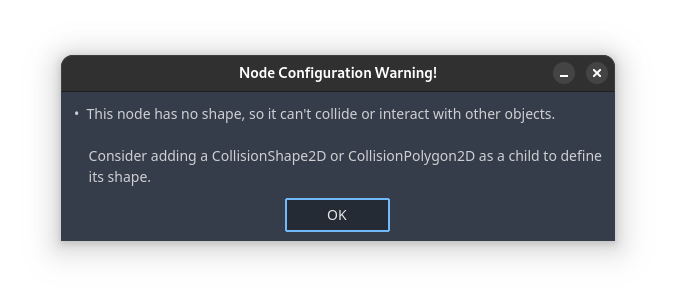 Node Configuration Warning!
• This node has no shape, so it can't collide or interact with other objects.
Consider adding a CollisionShape2D or CollisionPolygon2D as a child to define
its shape.
OK